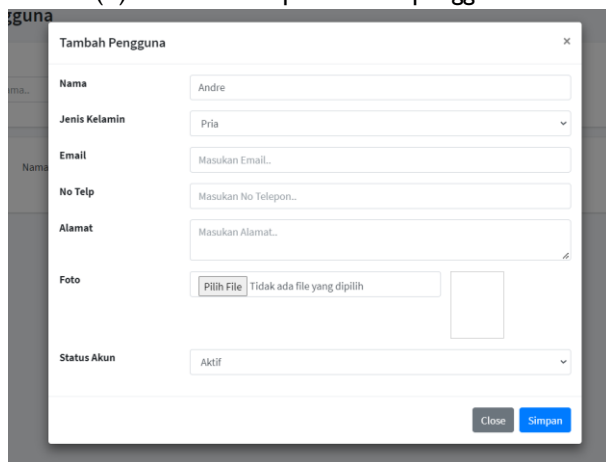 gguna
Tambah Pengguna ×
Nama Andre
Jenis Kelamin Pria
Email Masukan Email..
Nama
No Telp Masukan No Telepon..
Alamat Masukan Alamat..
Foto Pilih File Tidak ada file yang dipilih
Status Akun Aktif
Close Simpan